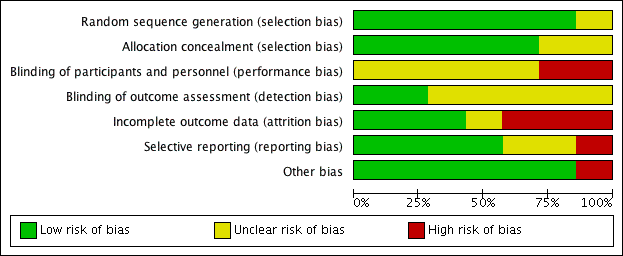 Random sequence generation (selection bias)
Allocation concealment (selection bias)
Blinding of participants and personnel (performance bias)
Blinding of outcome assessment (detection bias)
Incomplete outcome data (attrition bias)
Selective reporting (reporting bias)
Other bias
0% 25% 50% 75% 100%
Low risk of bias Unclear risk of bias High risk of bias